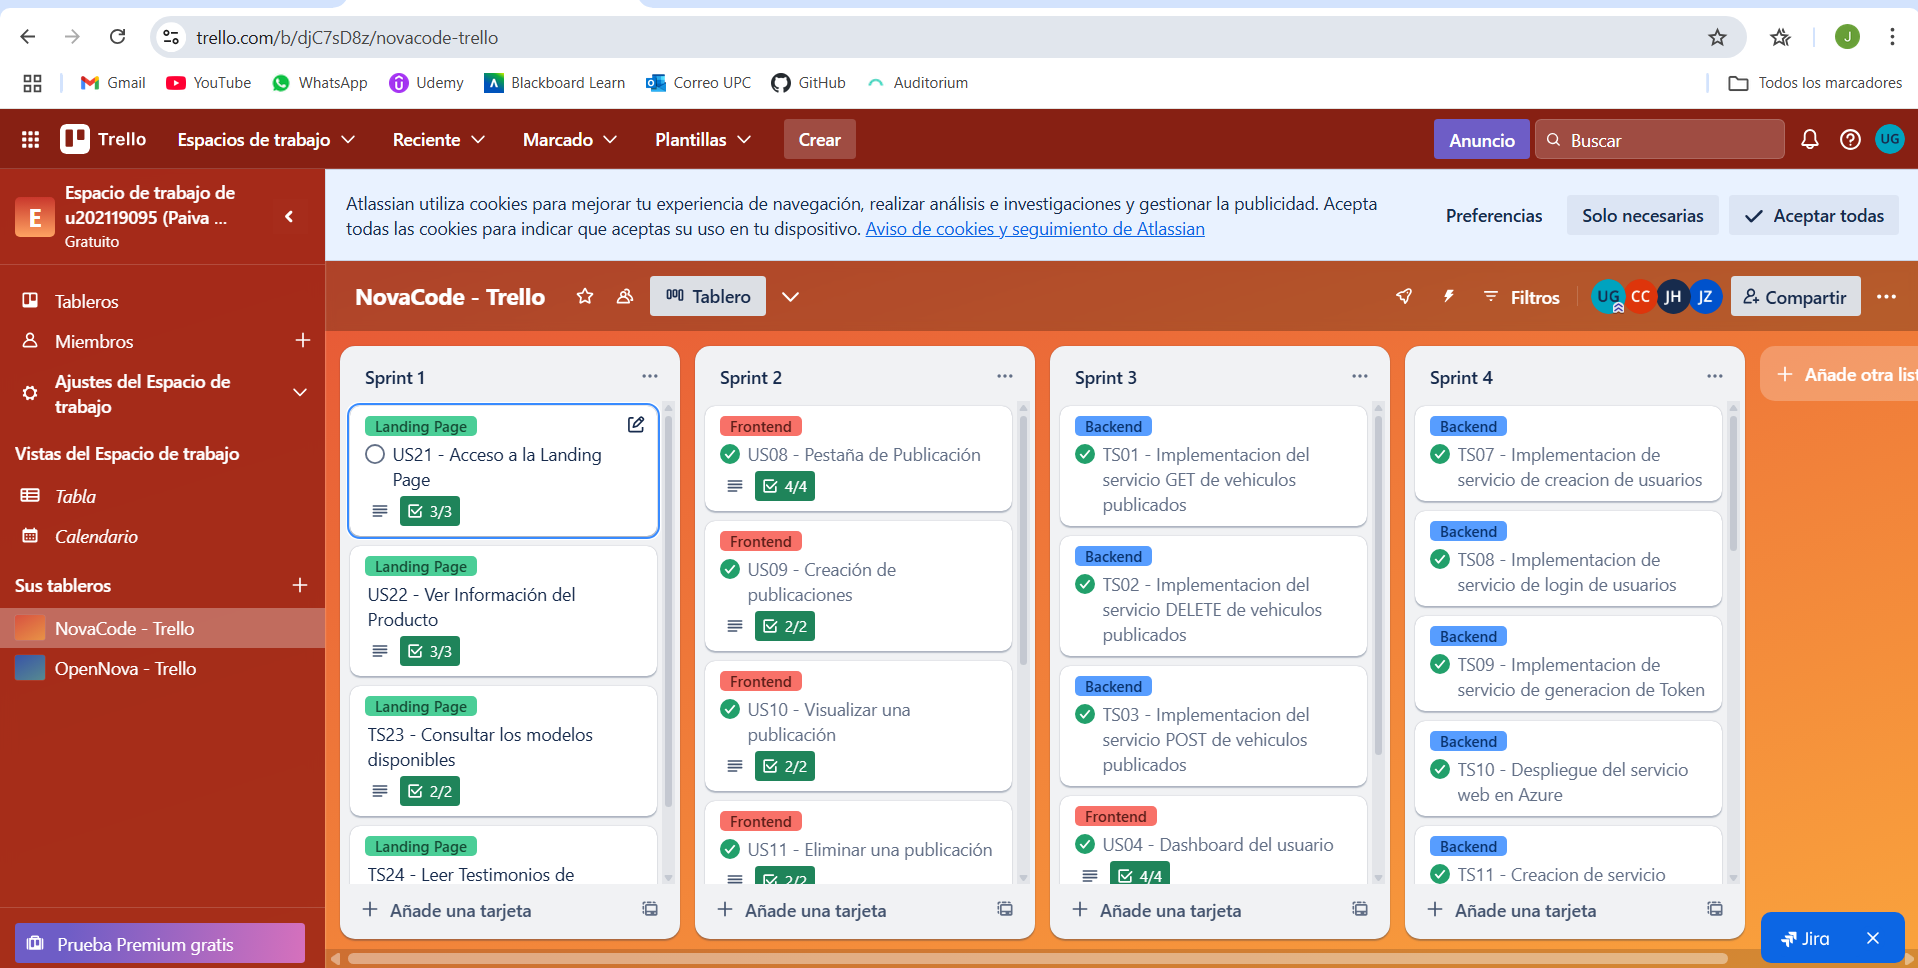 trello.com/b/djC7sD8z/novacode-trello
J
Gmail
YouTube
WhatsApp
Udemy
Blackboard Learn
Correo UPC
GitHub
Auditorium
Todos los marcadores
Trello
Espacios de trabajo
Reciente
Marcado
Plantillas
Crear
Anuncio
Buscar
UG
E
Espacio de trabajo de
u202119095 (Paiva ...
Gratuito
Atlassian utiliza cookies para mejorar tu experiencia de navegación, realizar análisis e investigaciones y gestionar la publicidad. Acepta
todas las cookies para indicar que aceptas su uso en tu dispositivo. Aviso de cookies y seguimiento de Atlassian
Preferencias
Solo necesarias
Aceptar todas
Tableros
Miembros
Ajustes del Espacio de
trabajo
Vistas del Espacio de trabajo
Tabla
Calendario
Sus tableros
NovaCode - Trello
OpenNova - Trello
Prueba Premium gratis
NovaCode - Trello
Tablero
Filtros
UG
CC
JH
JZ
Compartir
Sprint 1
Landing Page
US21 - Acceso a la Landing
Page
3/3
Landing Page
US22 - Ver Información del
Producto
3/3
Landing Page
TS23 - Consultar los modelos
disponibles
2/2
Landing Page
TS24 - Leer Testimonios de
Añade una tarjeta
Sprint 2
Frontend
US08 - Pestaña de Publicación
4/4
Frontend
US09 - Creación de
publicaciones
2/2
Frontend
US10 - Visualizar una
publicación
2/2
Frontend
US11 - Eliminar una publicación
2/2
Añade una tarjeta
Sprint 3
Backend
TS01 - Implementacion del
servicio GET de vehiculos
publicados
Backend
TS02 - Implementacion del
servicio DELETE de vehiculos
publicados
Backend
TS03 - Implementacion del
servicio POST de vehiculos
publicados
Frontend
US04 - Dashboard del usuario
4/4
Añade una tarjeta
Sprint 4
Backend
TS07 - Implementacion de
servicio de creacion de usuarios
Backend
TS08 - Implementacion de
servicio de login de usuarios
Backend
TS09 - Implementacion de
servicio de generacion de Token
Backend
TS10 - Despliegue del servicio
web en Azure
Backend
TS11 - Creacion de servicio
Añade una tarjeta
Añade otra list
Jira